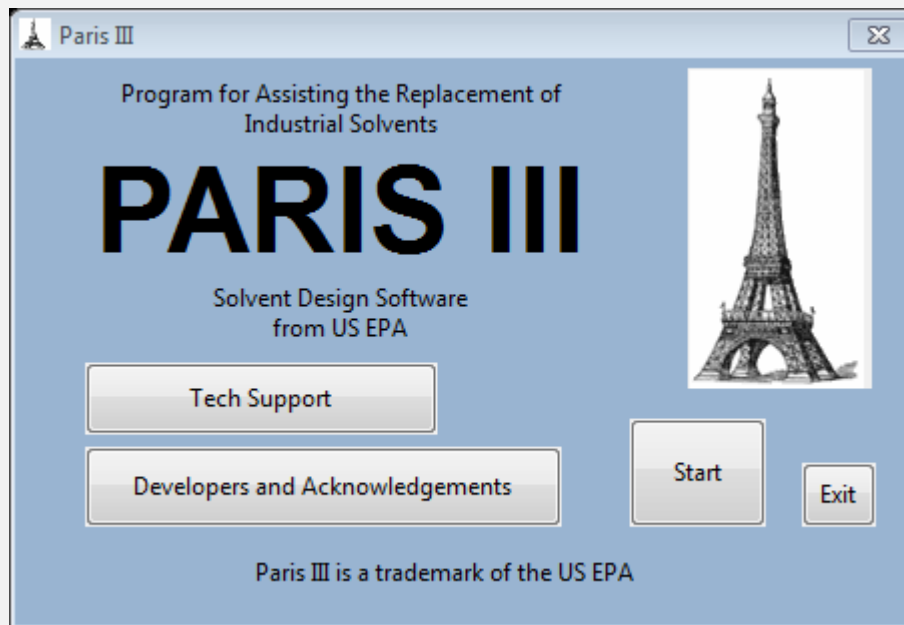 Paris III
Program for Assisting the Replacement of
Industrial Solvents
PARIS III
Solvent Design Software
from US EPA
Tech Support
Developers and Acknowledgements
Start
Exit
Paris III is a trademark of the US EPA